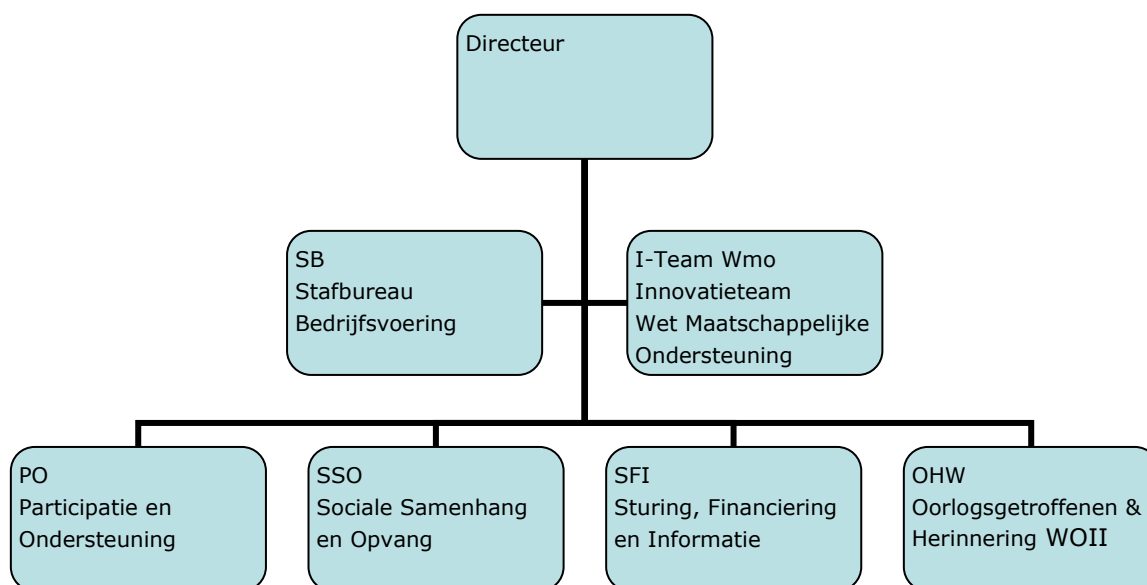 Directeur
SB
Stafbureau
Bedrijfsvoering
I-Team Wmo
Innovatieteam
Wet Maatschappelijke
Ondersteuning
PO
Participatie en
Ondersteuning
SSO
Sociale Samenhang
en Opvang
SFI
Sturing, Financiering
en Informatie
OHW
Oorlogsgetroffenen &
Herinnering WOII